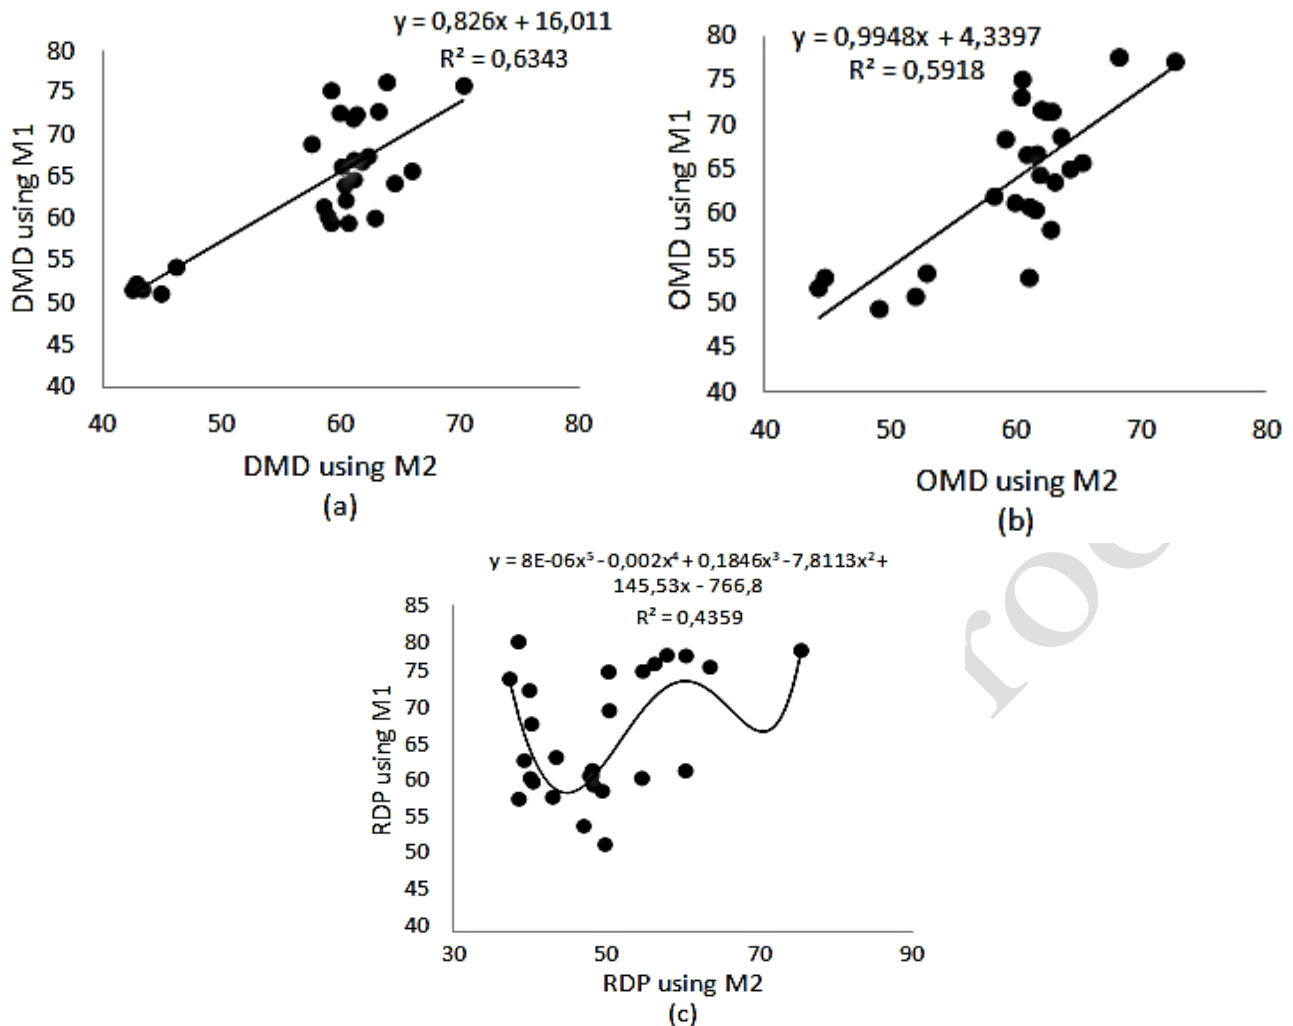 y = 0,826x + 16,011
R² = 0,6343
80
75
70
65
60
55
50
45
40
DMD using M1
40 50 60 70 80
DMD using M2
(a)
y = 0,9948x + 4,3397
R² = 0,5918
80
75
70
65
60
55
50
45
40
OMD using M1
40 50 60 70 80
OMD using M2
(b)
y = 8E-06x⁵ - 0,002x⁴ + 0,1846x³ - 7,8113x² +
145,53x - 766,8
R² = 0,4359
85
80
75
70
65
60
55
50
45
40
RDP using M1
30 50 70 90
RDP using M2
(c)